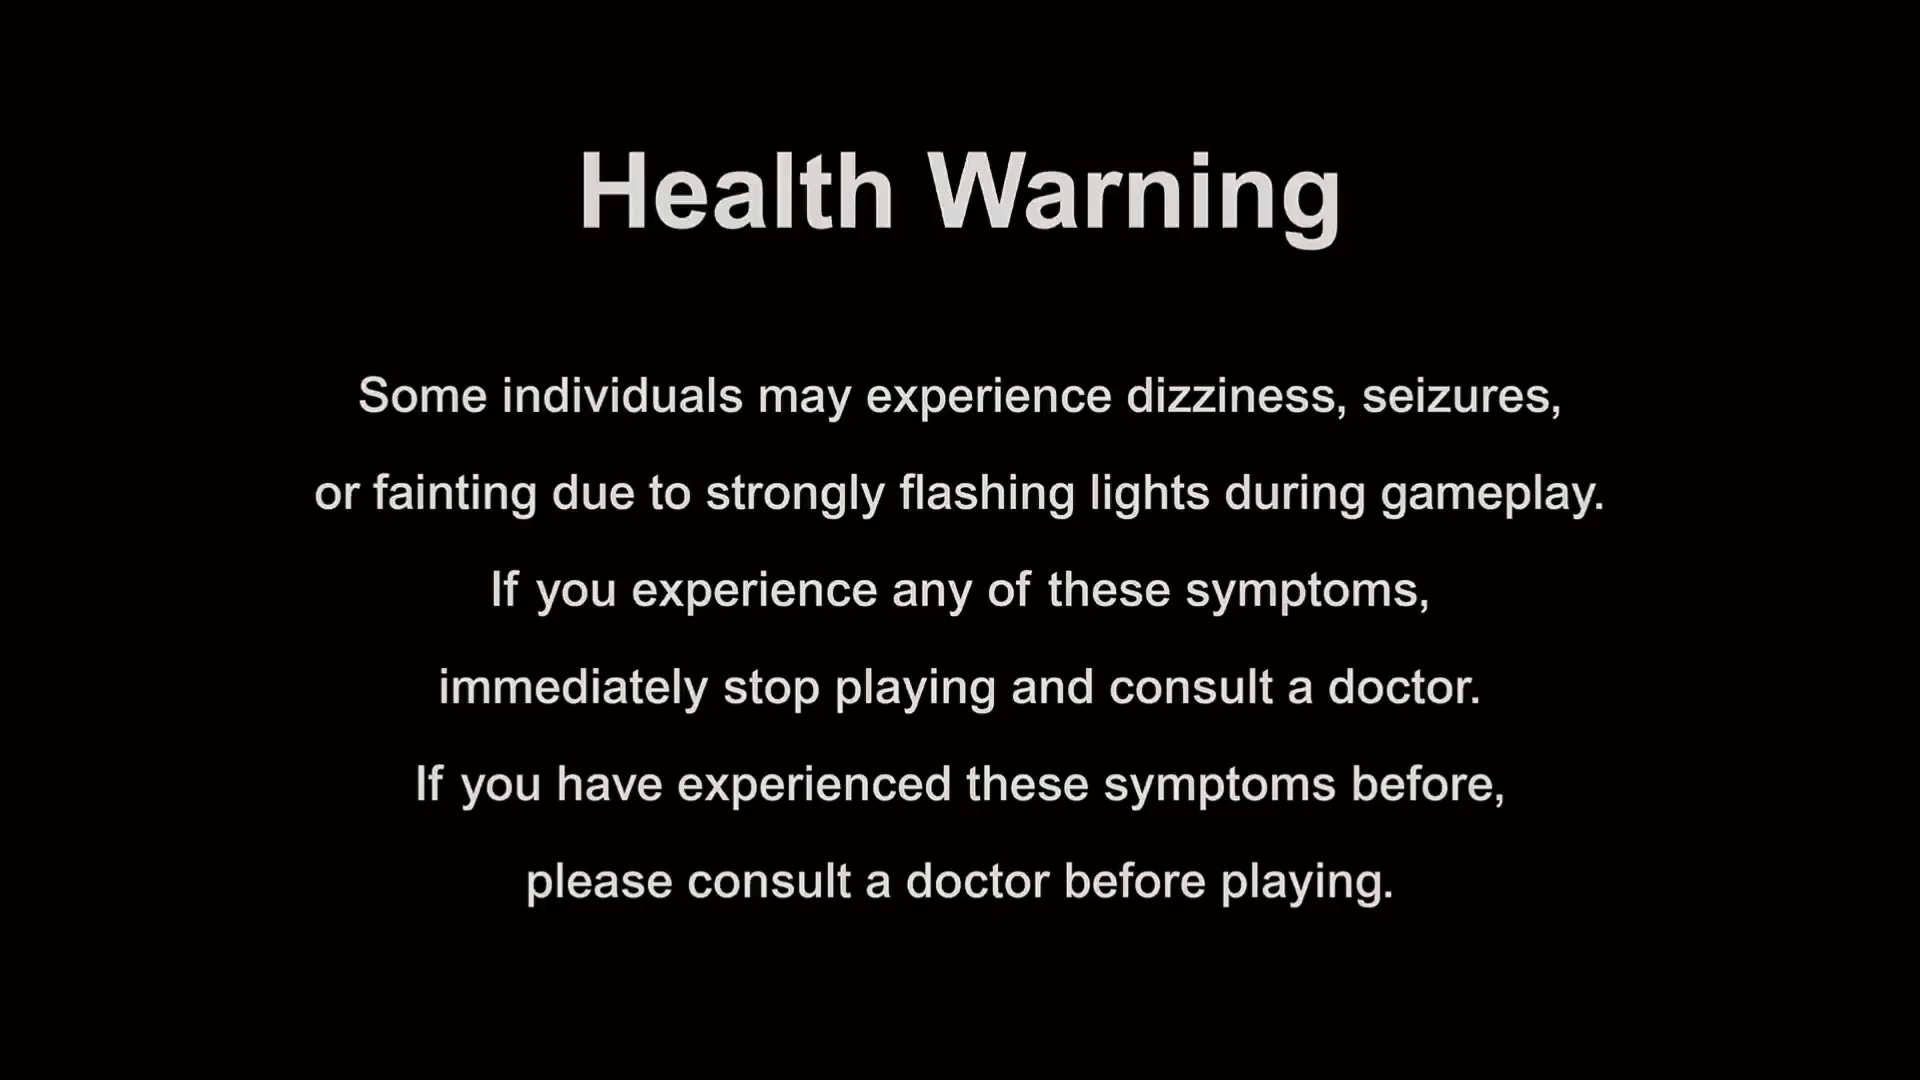 Health Warning
Some individuals may experience dizziness, seizures,
or fainting due to strongly flashing lights during gameplay.
If you experience any of these symptoms,
immediately stop playing and consult a doctor.
If you have experienced these symptoms before,
please consult a doctor before playing.